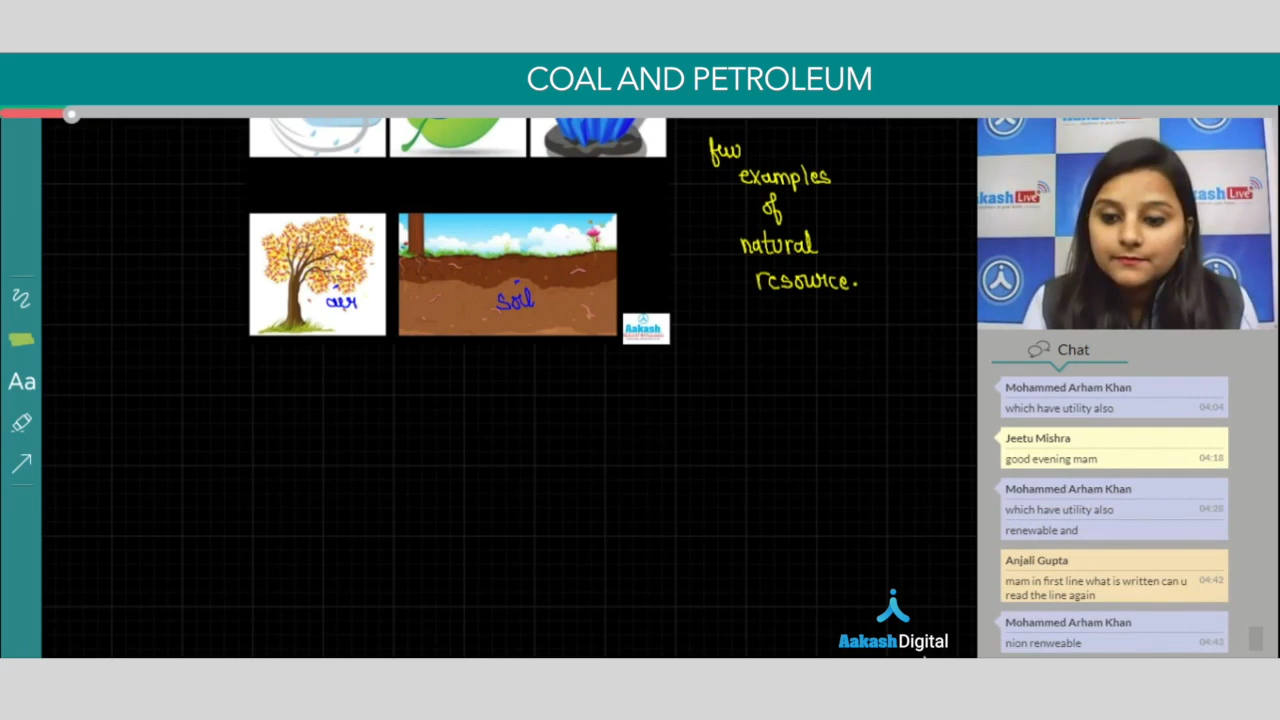 COAL AND PETROLEUM
few
examples
of
natural
resource.
air
soil
Aakash
Aa
Aakash Live
akash Live
Chat
Mohammed Arham Khan
which have utility also 04:04
Jeetu Mishra
good evening mam 04:18
Mohammed Arham Khan
which have utility also 04:28
renewable and
Anjali Gupta
mam in first line what is written can u 04:42
read the line again
Mohammed Arham Khan
nion renweable 04:43
AakashDigital